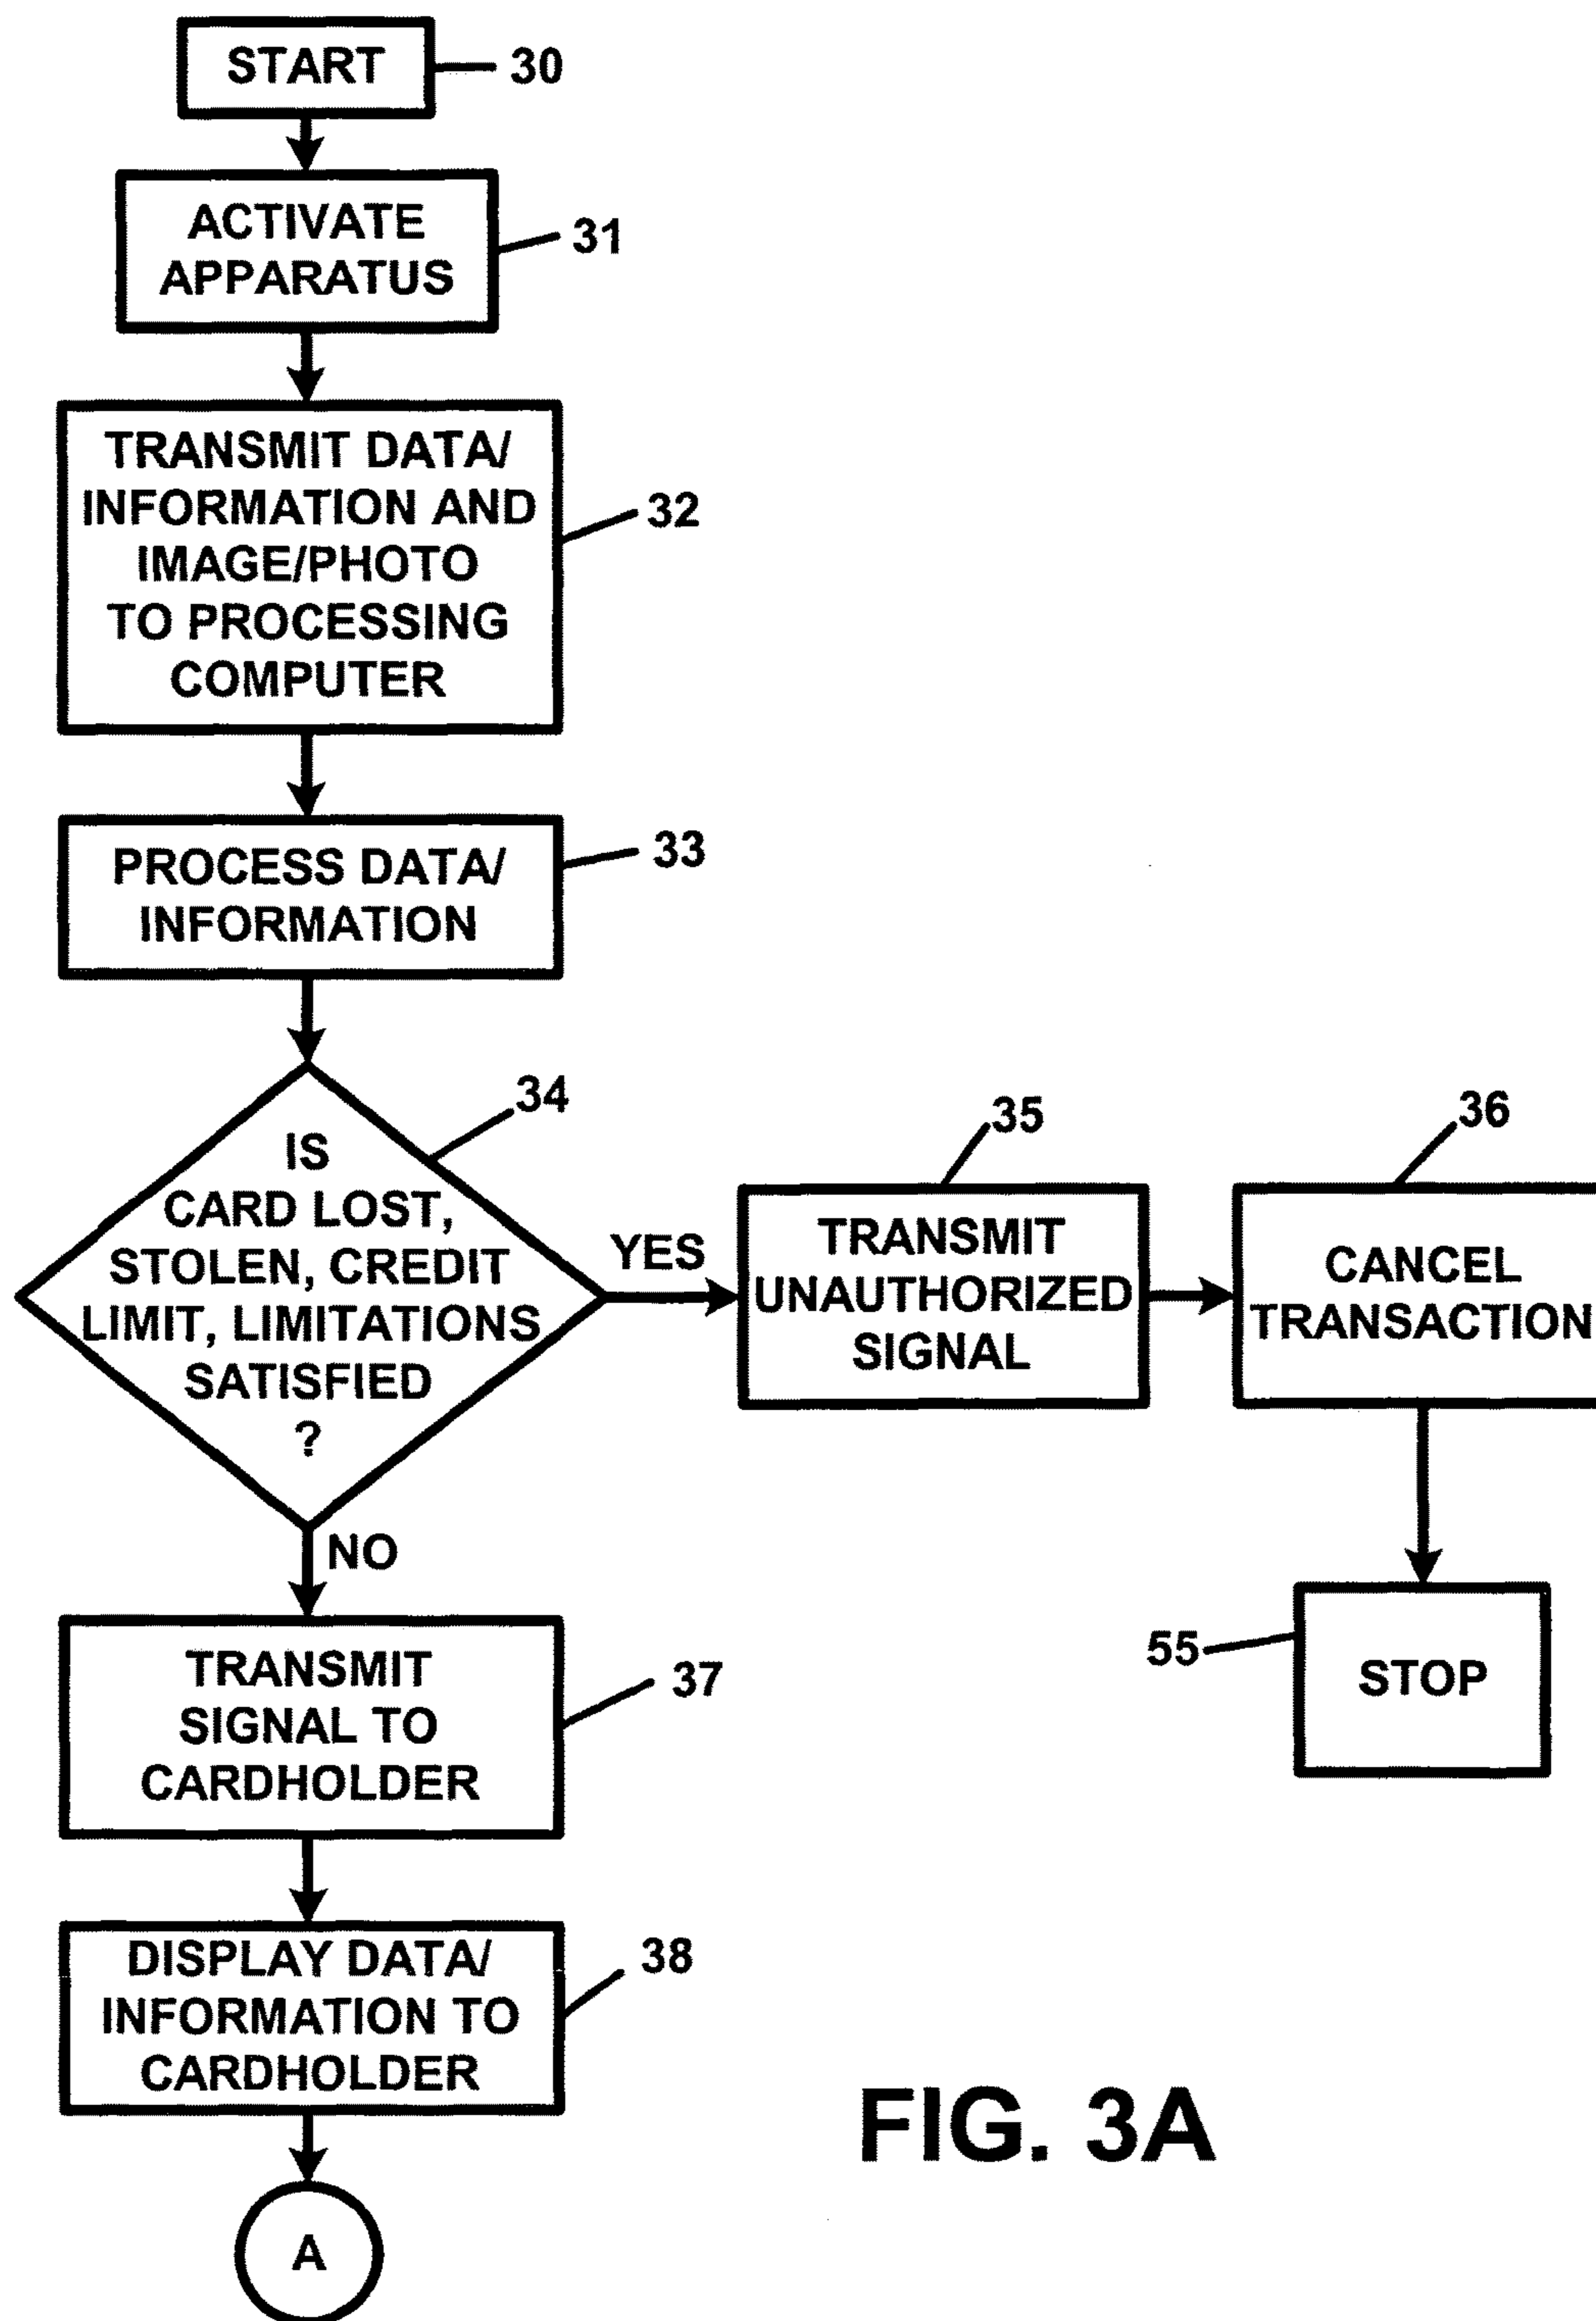 START
30
ACTIVATE
APPARATUS
31
TRANSMIT DATA/
INFORMATION AND
IMAGE/PHOTO
TO PROCESSING
COMPUTER
32
PROCESS DATA/
INFORMATION
33
34
IS
CARD LOST,
STOLEN, CREDIT
LIMIT, LIMITATIONS
SATISFIED
?
YES
35
TRANSMIT
UNAUTHORIZED
SIGNAL
36
CANCEL
TRANSACTION
55
STOP
NO
TRANSMIT
SIGNAL TO
CARDHOLDER
37
DISPLAY DATA/
INFORMATION TO
CARDHOLDER
38
A
FIG. 3A